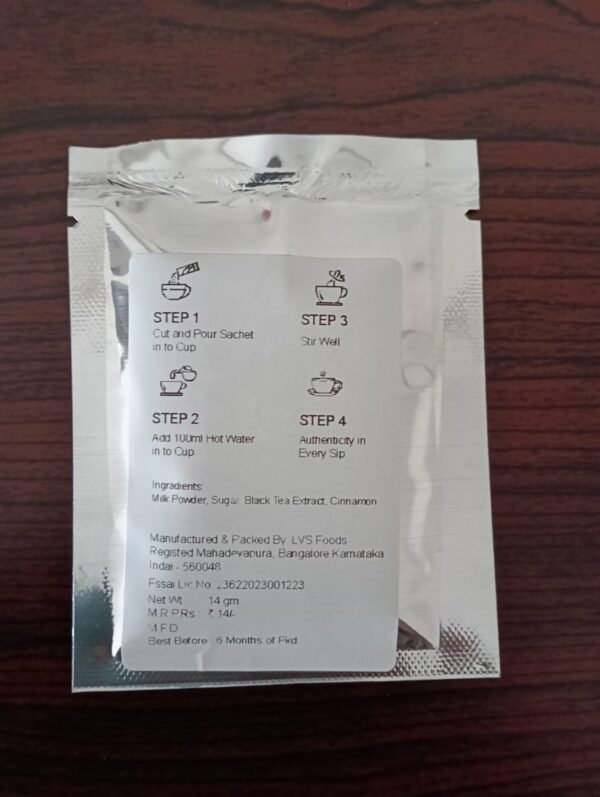 STEP 1
Cut and Pour Sachet
in to Cup
STEP 3
Stir Well
STEP 2
Add 100ml Hot Water
in to Cup
STEP 4
Authenticity in
Every Sip
Ingredients:
Milk Powder, Sugar, Black Tea Extract, Cinnamon
Manufactured & Packed By: LVS Foods
Registed Mahadevapura, Bangalore Karnataka
India - 560048
Fssai Lic No: 23622023001223
Net Wt 14 gm
M R P Rs : ₹ 14/-
M F D
Best Before : 6 Months of Pkd.